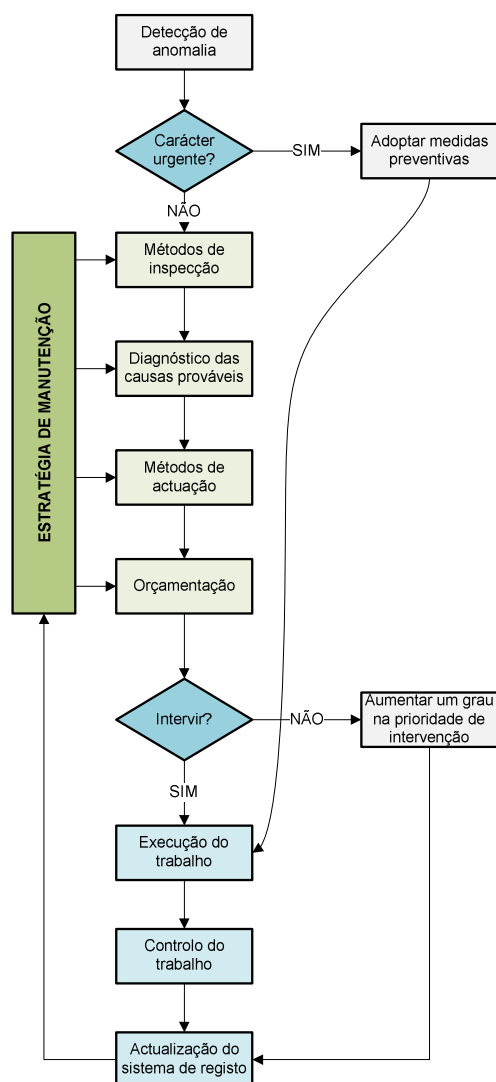 Detecção de
anomalia
Carácter
urgente?
SIM
Adoptar medidas
preventivas
NÃO
ESTRATÉGIA DE MANUTENÇÃO
Métodos de
inspecção
Diagnóstico das
causas prováveis
Métodos de
actuação
Orçamentação
Intervir?
NÃO
Aumentar um grau
na prioridade de
intervenção
SIM
Execução do
trabalho
Controlo do
trabalho
Actualização do
sistema de registo